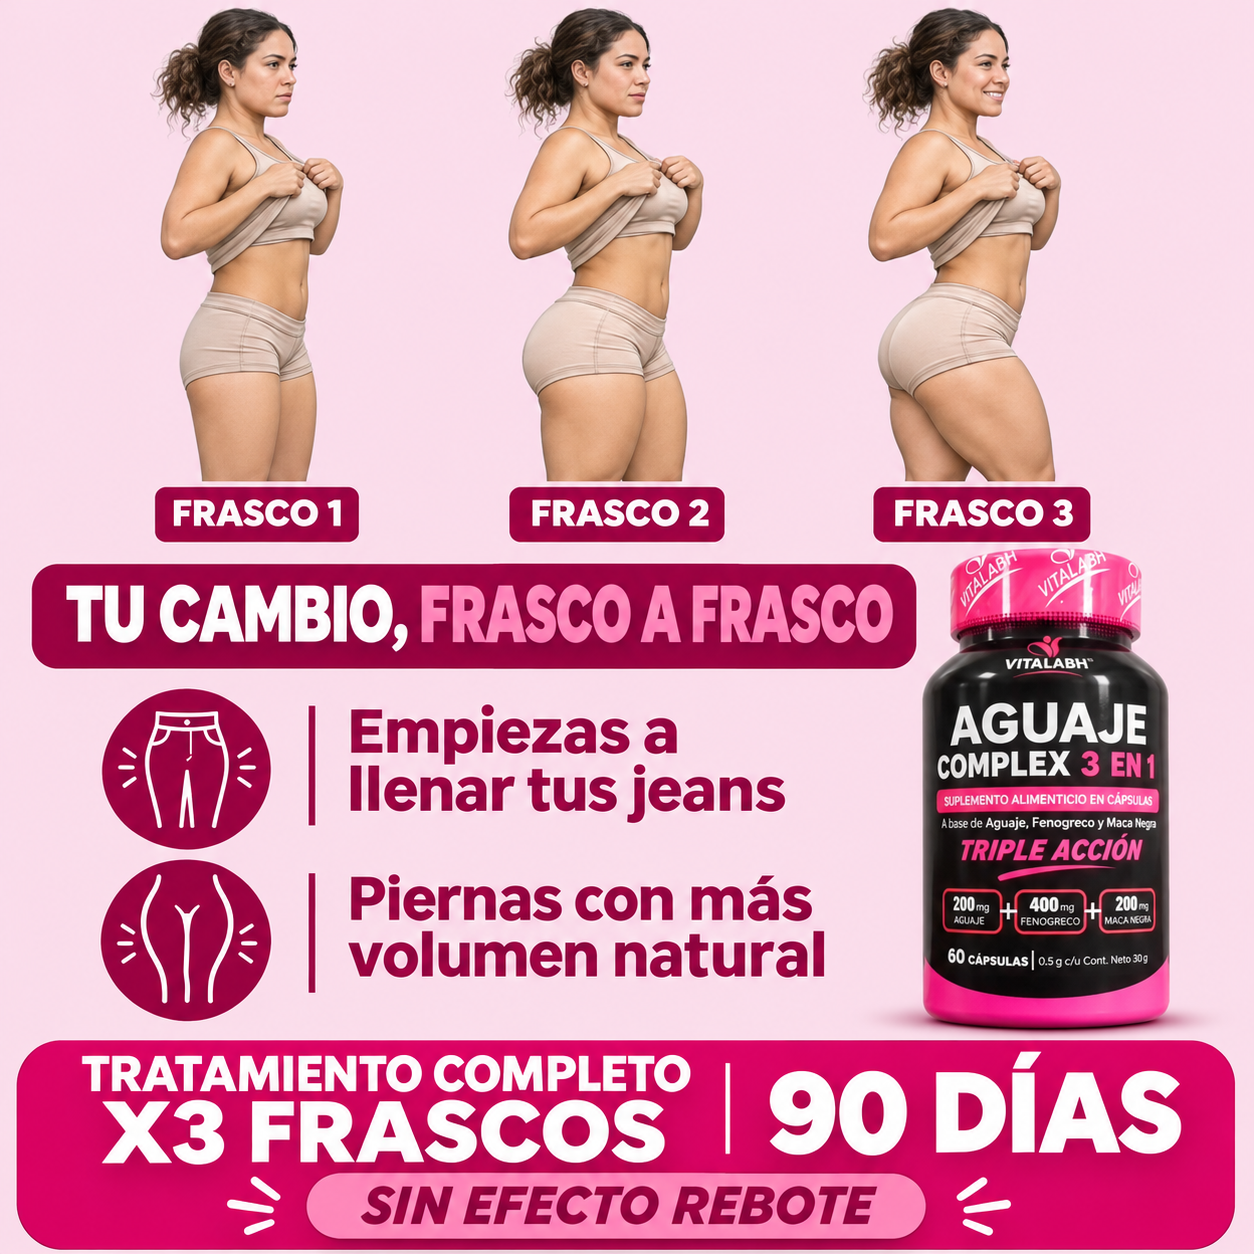 FRASCO 1
FRASCO 2
FRASCO 3
TU CAMBIO, FRASCO A FRASCO
Empiezas a
llenar tus jeans
Piernas con más
volumen natural
VITALABH
VITALABH
VITALABH
VITALABH
AGUAJE
COMPLEX 3 EN 1
SUPLEMENTO ALIMENTICIO EN CÁPSULAS
A base de Aguaje, Fenogreco y Maca Negra
TRIPLE ACCIÓN
200 mg + 400 mg + 200 mg
AGUAJE FENOGRECO MACA NEGRA
60 CÁPSULAS | 0.5 g c/u Cont. Neto 30 g
TRATAMIENTO COMPLETO
X3 FRASCOS
90 DÍAS
SIN EFECTO REBOTE